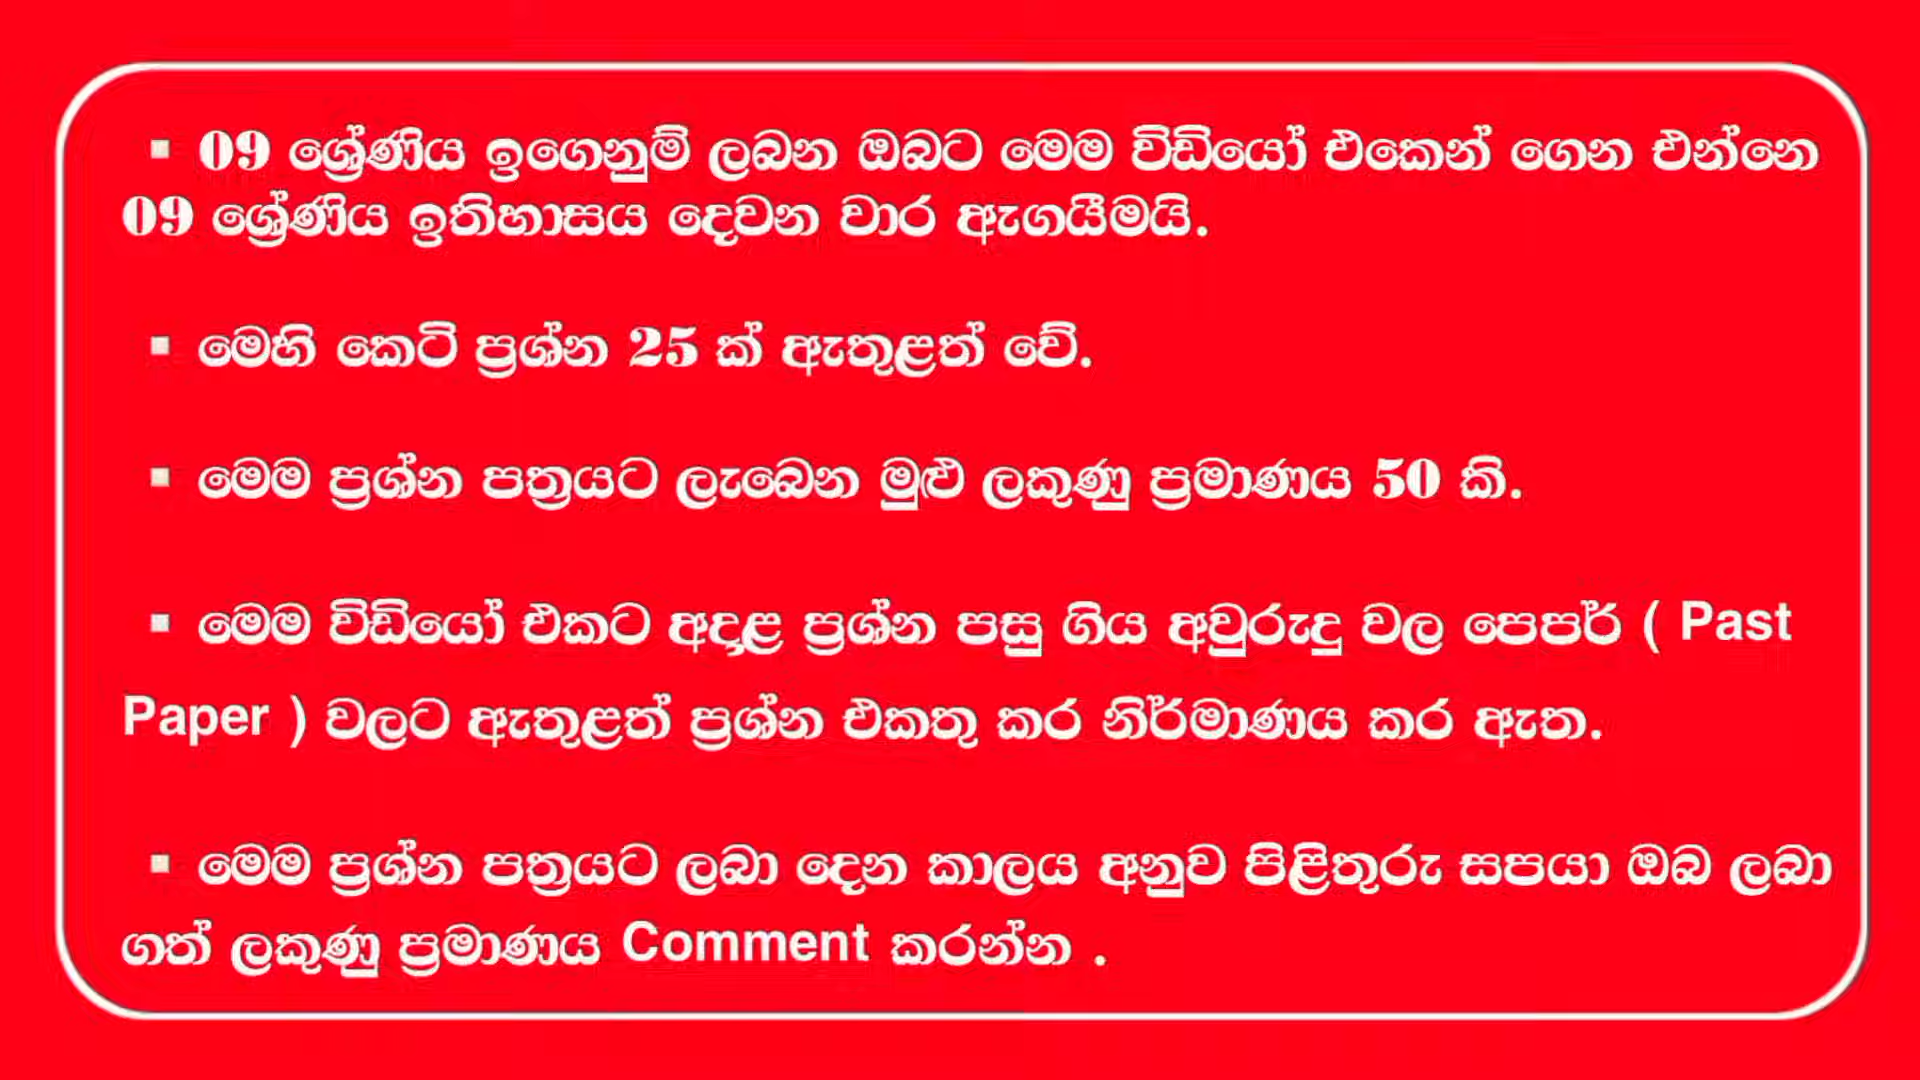 ▪ 09 ශ්‍රේණිය ඉගෙනුම් ලබන ඔබට මෙම විඩියෝ එකෙන් ගෙන එන්නෙ
09 ශ්‍රේණිය ඉතිහාසය දෙවන වාර ඇගයීමයි.
▪ මෙහි කෙටි ප්‍රශ්න 25 ක් ඇතුළත් වේ.
▪ මෙම ප්‍රශ්න පත්‍රයට ලැබෙන මුළු ලකුණු ප්‍රමාණය 50 කි.
▪ මෙම විඩියෝ එකට අදාළ ප්‍රශ්න පසු ගිය අවුරුදු වල පෙපර් ( Past
Paper ) වලට ඇතුළත් ප්‍රශ්න එකතු කර නිර්මාණය කර ඇත.
▪ මෙම ප්‍රශ්න පත්‍රයට ලබා දෙන කාලය අනුව පිළිතුරු සපයා ඔබ ලබා
ගත් ලකුණු ප්‍රමාණය Comment කරන්න .